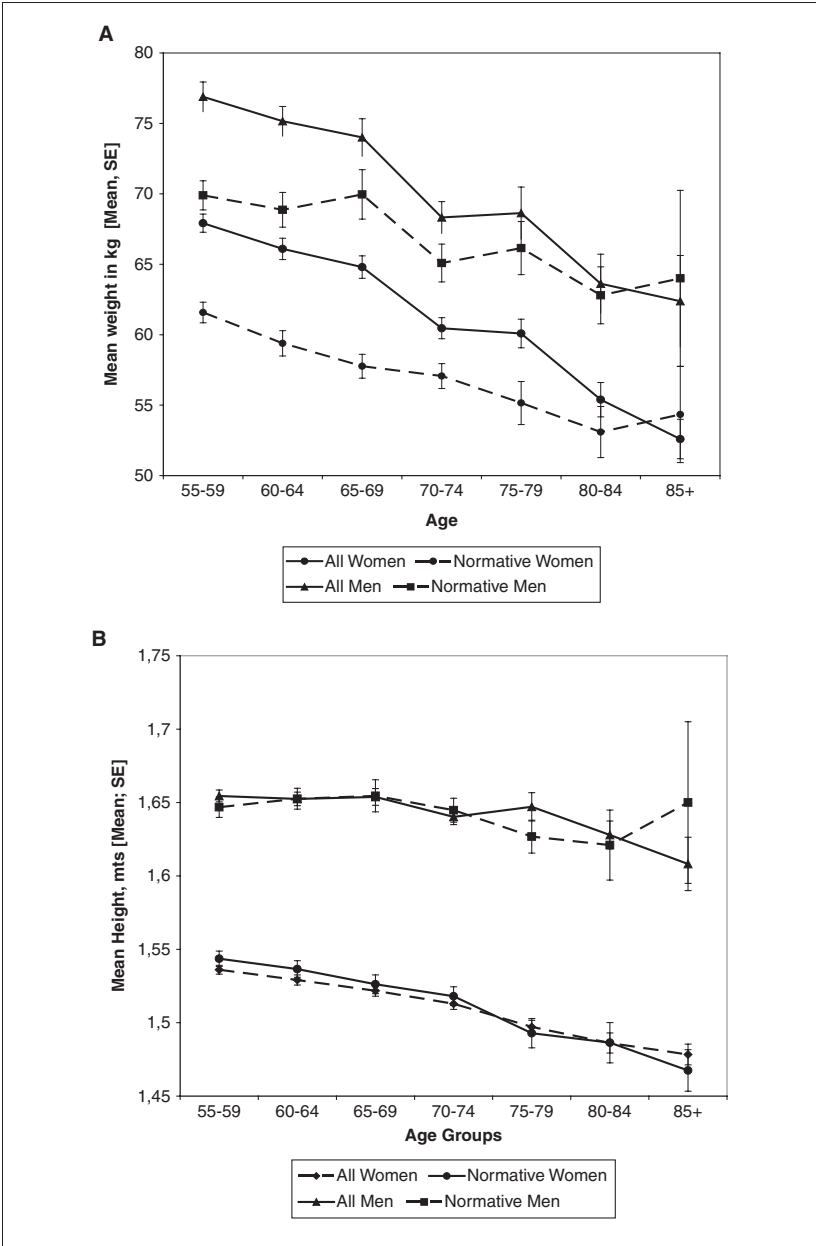 A
80
75
70
65
60
55
50
Mean weight in kg [Mean, SE]
55-59 60-64 65-69 70-74 75-79 80-84 85+
Age
All Women Normative Women
All Men Normative Men
B
1,75
1,7
1,65
1,6
1,55
1,5
1,45
Mean Height, mts [Mean; SE]
55-59 60-64 65-69 70-74 75-79 80-84 85+
Age Groups
All Women Normative Women
All Men Normative Men